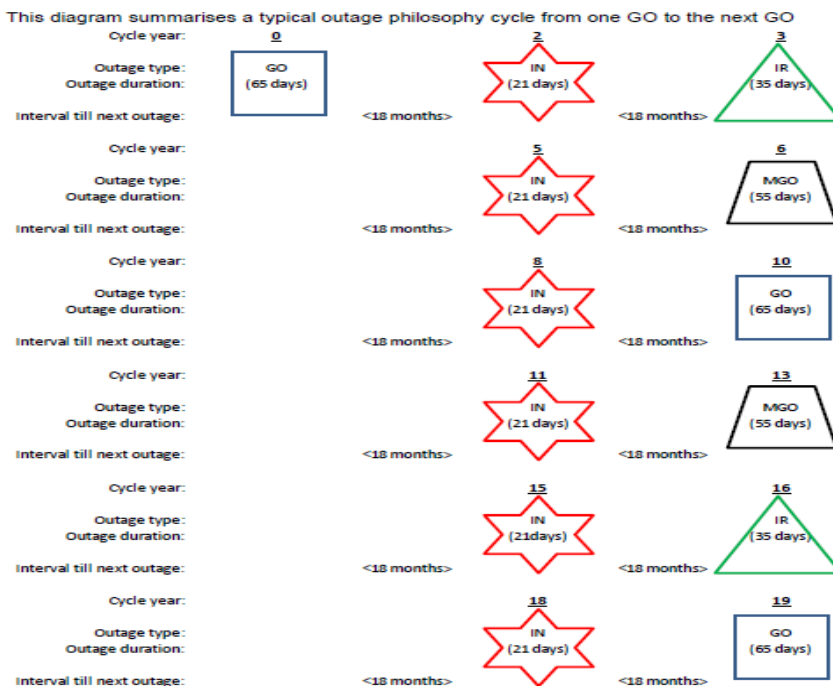 This diagram summarises a typical outage philosophy cycle from one GO to the next GO
Cycle year: 0 2 3
Outage type: GO IN IR
Outage duration: (65 days) (21 days) (35 days)
Interval till next outage: <18 months> <18 months>
Cycle year: 5 6
Outage type: IN MGO
Outage duration: (21 days) (55 days)
Interval till next outage: <18 months> <18 months>
Cycle year: 8 10
Outage type: IN GO
Outage duration: (21 days) (65 days)
Interval till next outage: <18 months> <18 months>
Cycle year: 11 13
Outage type: IN MGO
Outage duration: (21 days) (55 days)
Interval till next outage: <18 months> <18 months>
Cycle year: 15 16
Outage type: IN IR
Outage duration: (21days) (35 days)
Interval till next outage: <18 months> <18 months>
Cycle year: 18 19
Outage type: IN GO
Outage duration: (21 days) (65 days)
Interval till next outage: <18 months> <18 months>